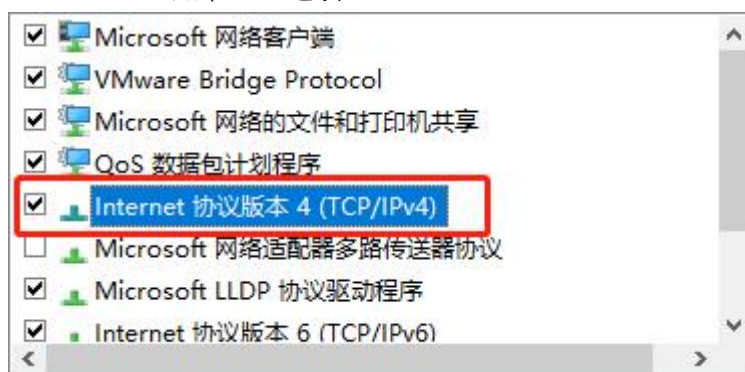 Microsoft 网络客户端
VMware Bridge Protocol
Microsoft 网络的文件和打印机共享
QoS 数据包计划程序
Internet 协议版本 4 (TCP/IPv4)
Microsoft 网络适配器多路传送器协议
Microsoft LLDP 协议驱动程序
Internet 协议版本 6 (TCP/IPv6)